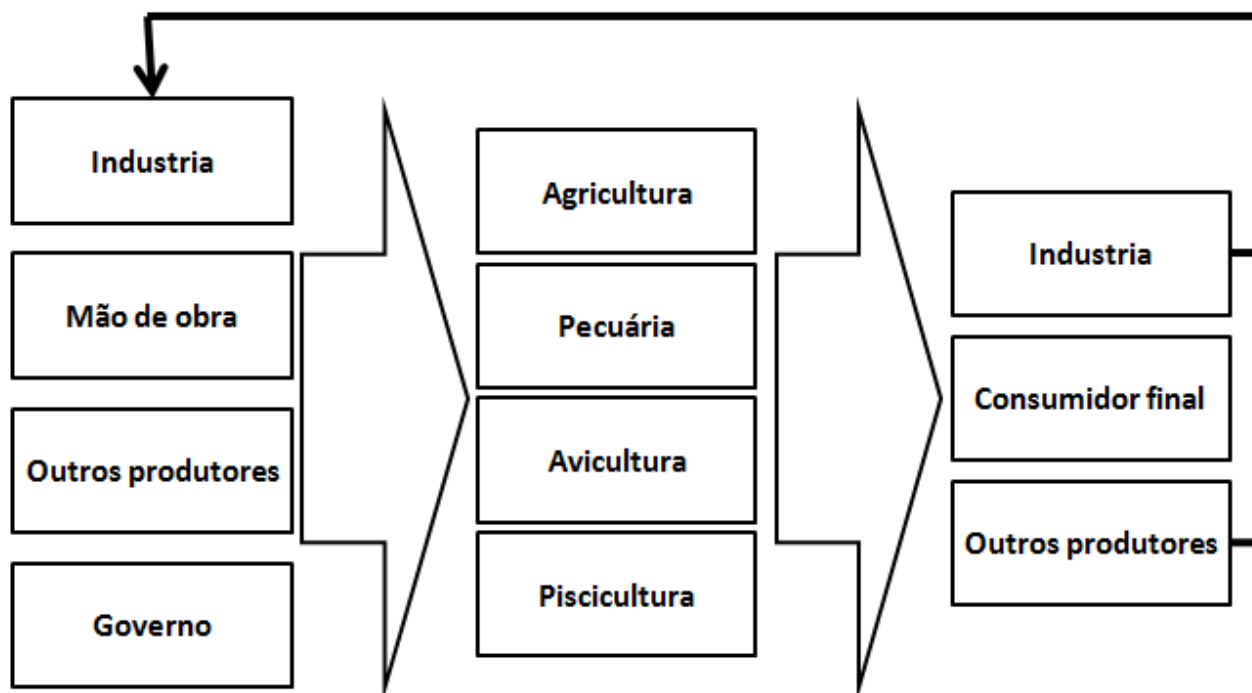 Industria
Mão de obra
Outros produtores
Governo
Agricultura
Pecuária
Avicultura
Piscicultura
Industria
Consumidor final
Outros produtores